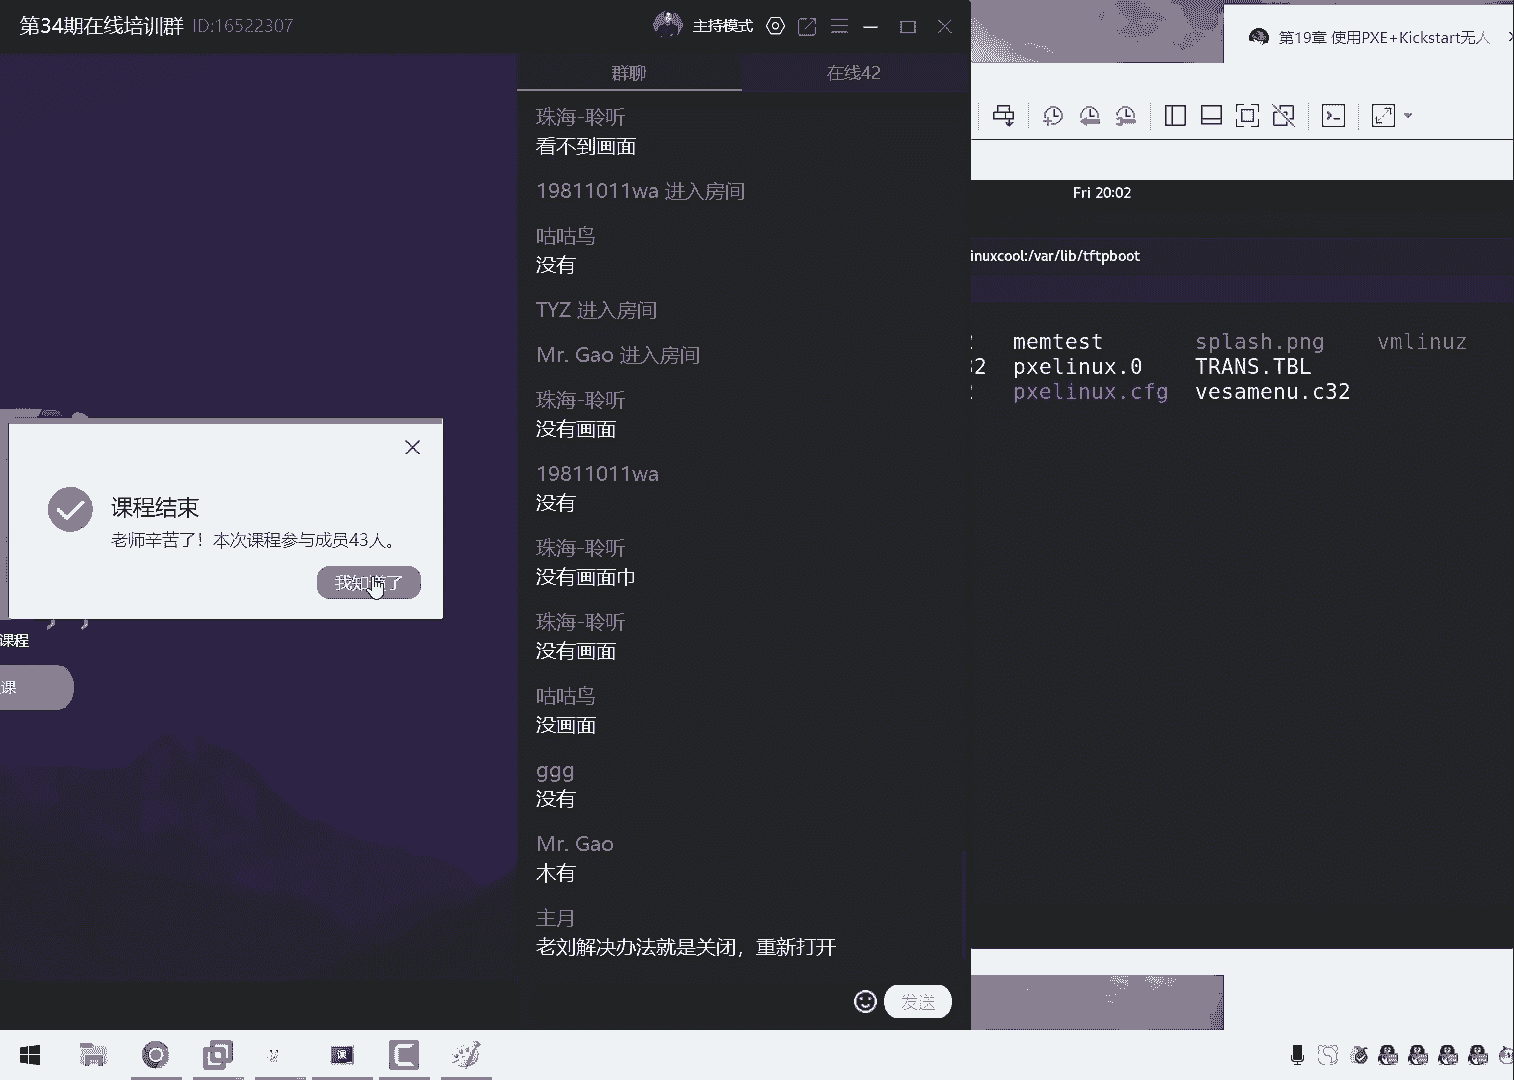 第34期在线培训群 ID:16522307
主持模式
群聊
在线42
珠海-聆听
看不到画面
19811011wa 进入房间
咕咕鸟
没有
TYZ 进入房间
Mr. Gao 进入房间
珠海-聆听
没有画面
19811011wa
没有
珠海-聆听
没有画面巾
珠海-聆听
没有画面
咕咕鸟
没画面
ggg
没有
Mr. Gao
木有
主月
老刘解决办法就是关闭，重新打开
发送
课程结束
老师辛苦了！本次课程参与成员43人。
我知道了
课程
课
第19章 使用PXE+Kickstart无人
Fri 20:02
inuxcool:/var/lib/tftpboot
memtest splash.png vmlinuz
32 pxelinux.0 TRANS.TBL
pxelinux.cfg vesamenu.c32